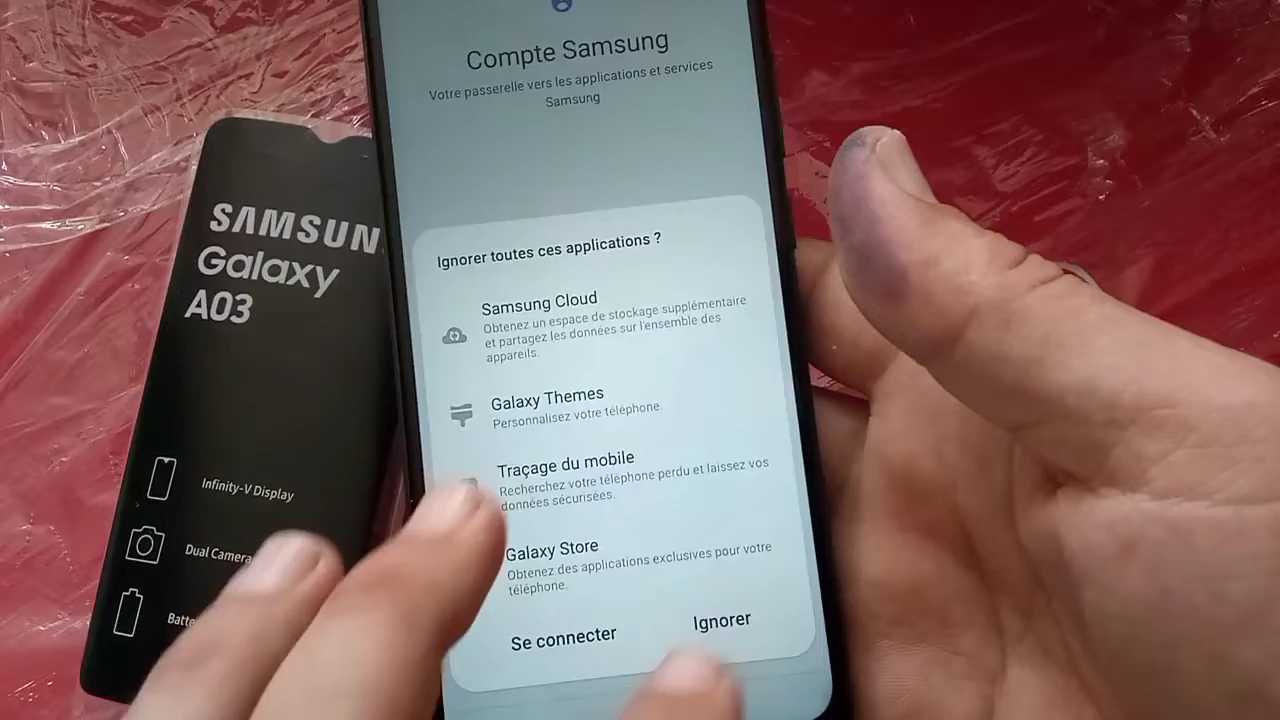 SAMSUN
Galaxy
A03
Infinity-V Display
Dual Camera
Batte
Compte Samsung
Votre passerelle vers les applications et services
Samsung
Ignorer toutes ces applications ?
Samsung Cloud
Obtenez un espace de stockage supplémentaire
et partagez les données sur l'ensemble des
appareils.
Galaxy Themes
Personnalisez votre téléphone.
Traçage du mobile
Recherchez votre téléphone perdu et laissez vos
données sécurisées.
Galaxy Store
Obtenez des applications exclusives pour votre
téléphone.
Se connecter
Ignorer